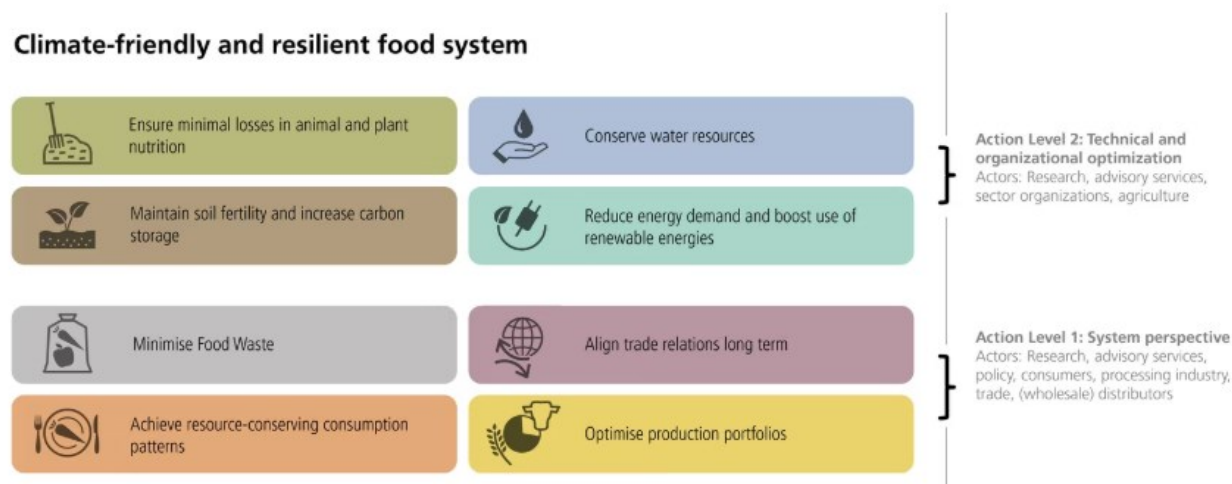 Climate-friendly and resilient food system
Ensure minimal losses in animal and plant
nutrition
Conserve water resources
Maintain soil fertility and increase carbon
storage
Reduce energy demand and boost use of
renewable energies
Action Level 2: Technical and
organizational optimization
Actors: Research, advisory services,
sector organizations, agriculture
Minimise Food Waste
Align trade relations long term
Achieve resource-conserving consumption
patterns
Optimise production portfolios
Action Level 1: System perspective
Actors: Research, advisory services,
policy, consumers, processing industry,
trade, (wholesale) distributors